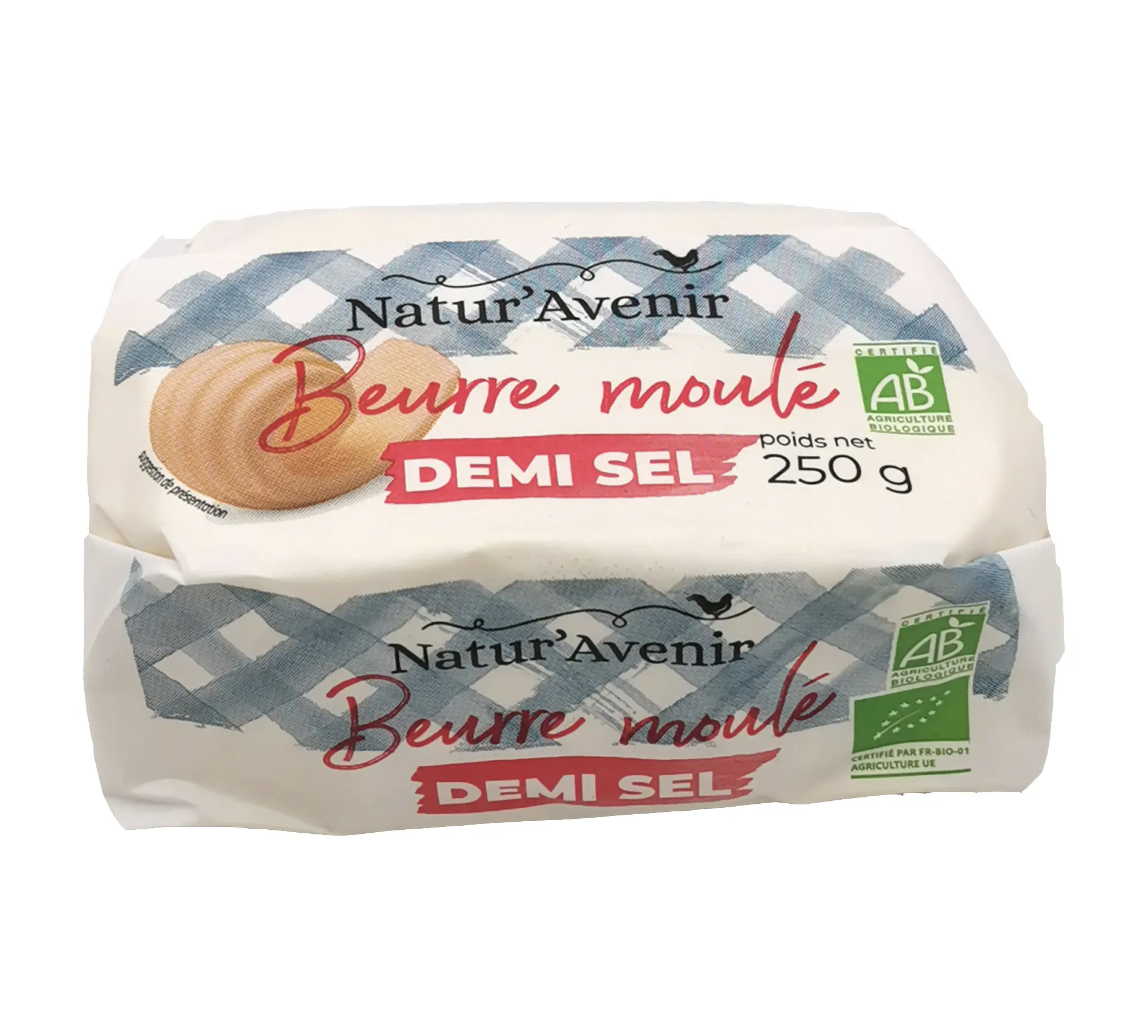 Natur'Avenir
Beurre moulé
DEMI SEL
poids net
250 g
CERTIFIÉ
AB
AGRICULTURE
BIOLOGIQUE
suggestion de présentation
Natur'Avenir
Beurre moulé
DEMI SEL
CERTIFIÉ
AB
AGRICULTURE
BIOLOGIQUE
CERTIFIÉ PAR FR-BIO-01
AGRICULTURE UE